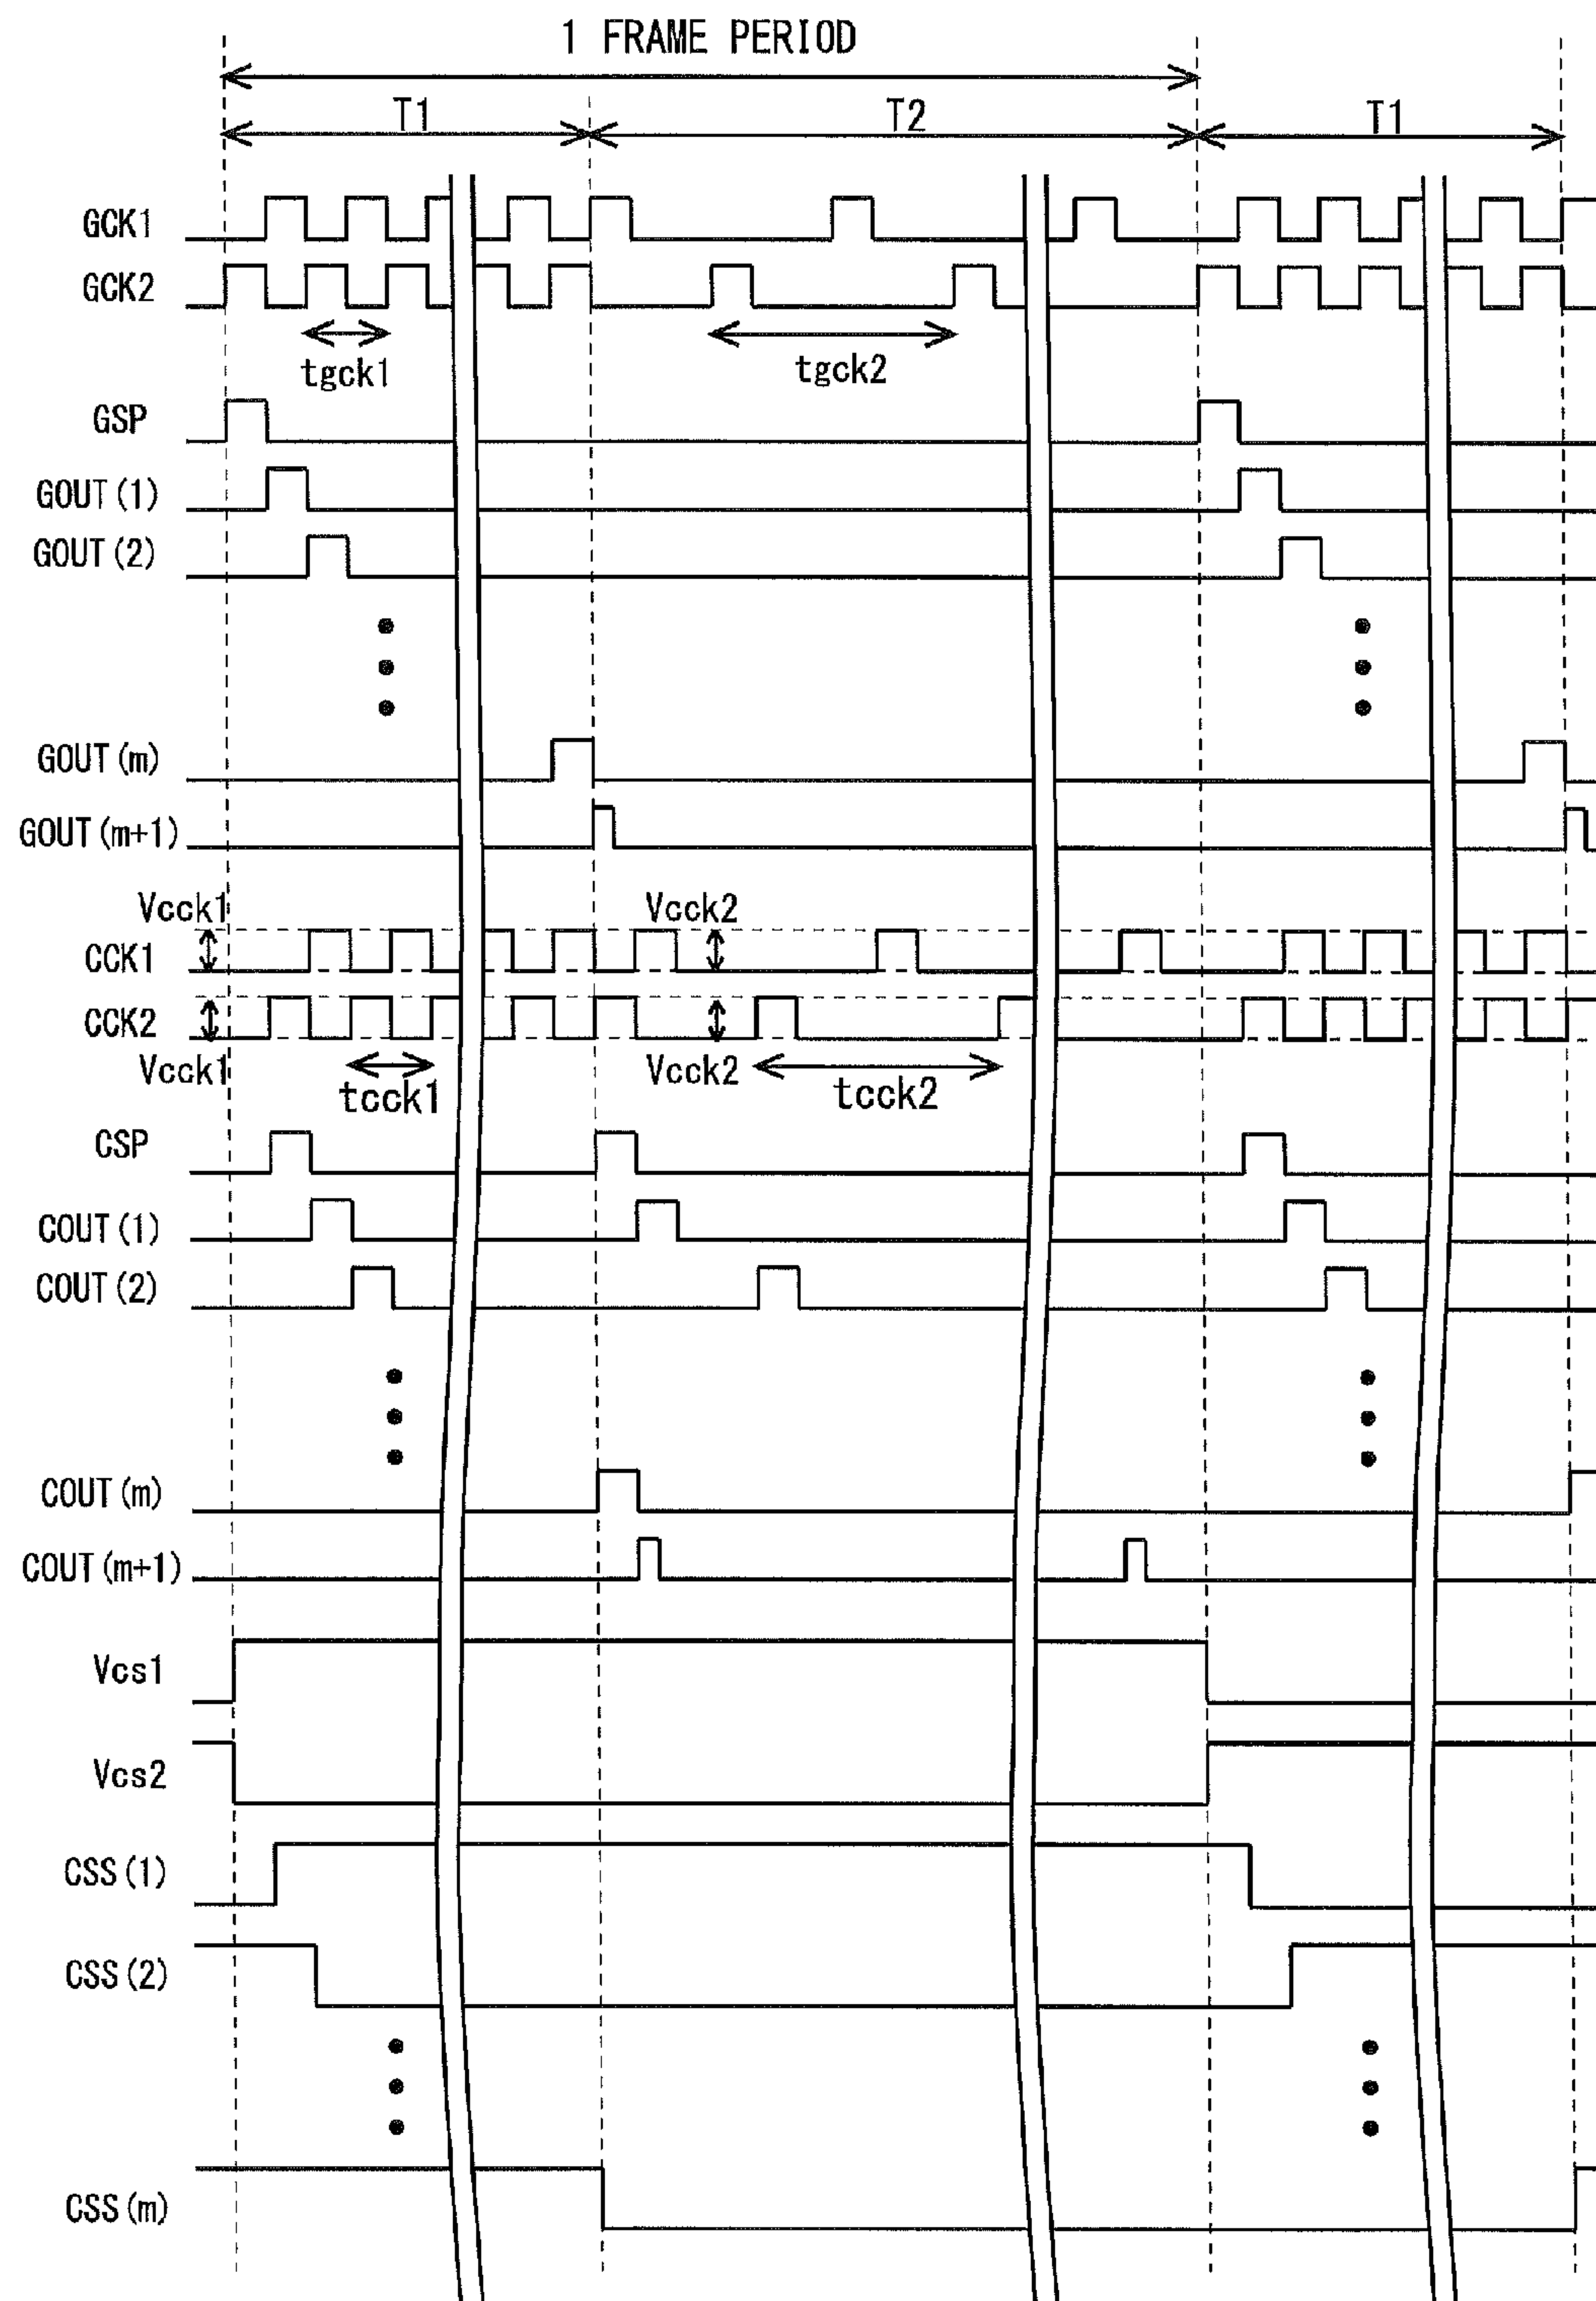 1 FRAME PERIOD
T1 T2 T1
GCK1
GCK2
tgck1 tgck2
GSP
GOUT(1)
GOUT(2)
GOUT(m)
GOUT(m+1)
Vcck1 Vcck2
CCK1
CCK2
Vcck1 Vcck2
tcck1 tcck2
CSP
COUT(1)
COUT(2)
COUT(m)
COUT(m+1)
Vcs1
Vcs2
CSS(1)
CSS(2)
CSS(m)